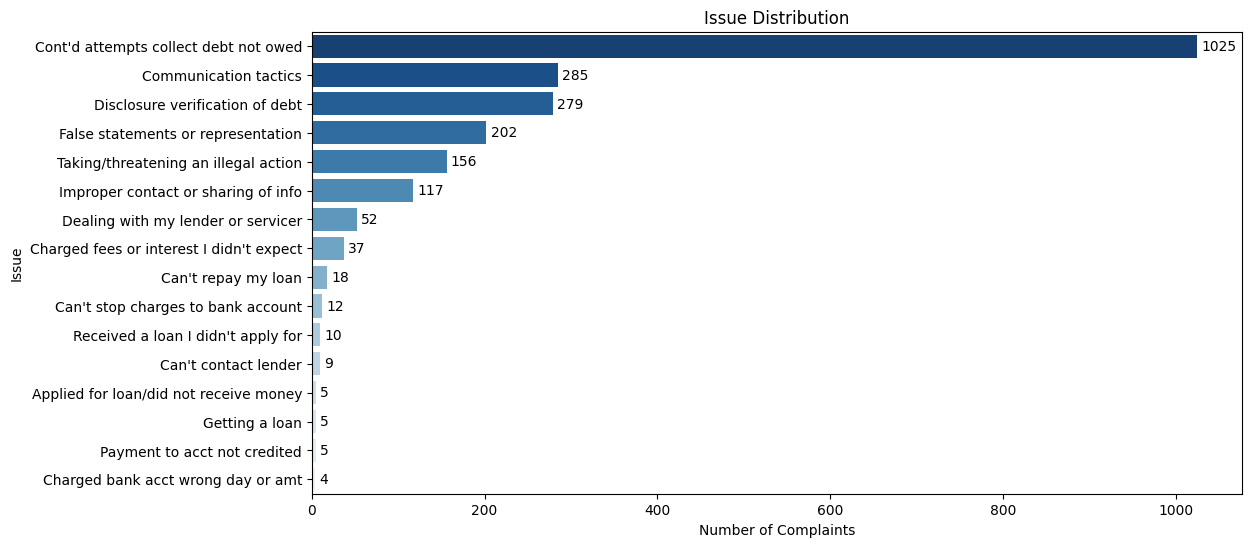 Issue Distribution
Cont'd attempts collect debt not owed 1025
Communication tactics 285
Disclosure verification of debt 279
False statements or representation 202
Taking/threatening an illegal action 156
Improper contact or sharing of info 117
Dealing with my lender or servicer 52
Charged fees or interest I didn't expect 37
Can't repay my loan 18
Can't stop charges to bank account 12
Received a loan I didn't apply for 10
Can't contact lender 9
Applied for loan/did not receive money 5
Getting a loan 5
Payment to acct not credited 5
Charged bank acct wrong day or amt 4
Issue
0 200 400 600 800 1000
Number of Complaints